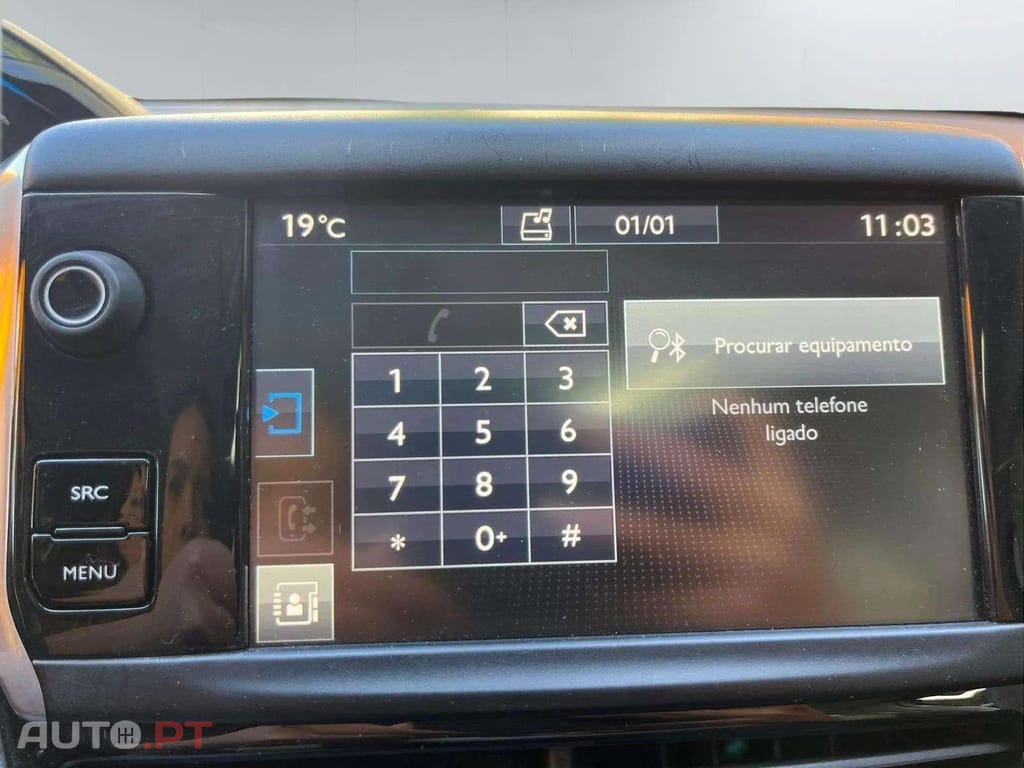 19°C
01/01
11:03
Procurar equipamento
Nenhum telefone
ligado
1 2 3
4 5 6
7 8 9
* 0+ #
SRC
MENU
AUTO.PT